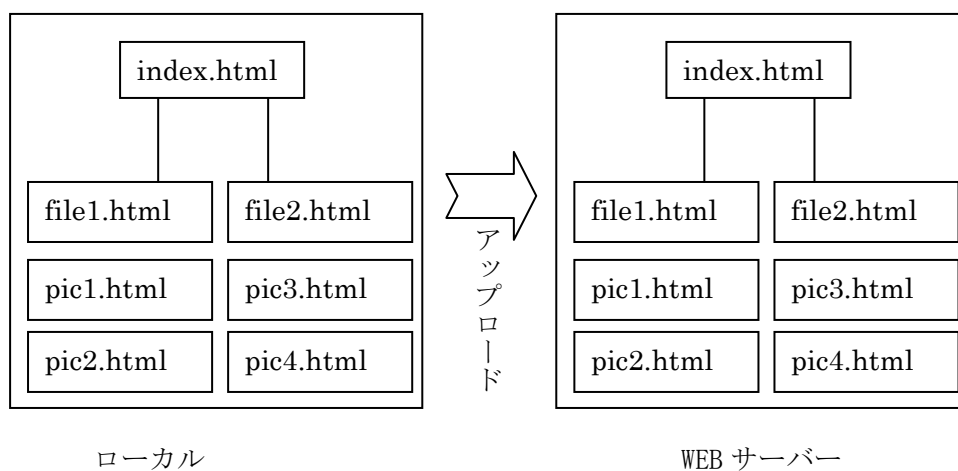 index.html
file1.html file2.html
pic1.html pic3.html
pic2.html pic4.html
ローカル
アップロード
index.html
file1.html file2.html
pic1.html pic3.html
pic2.html pic4.html
WEB サーバー